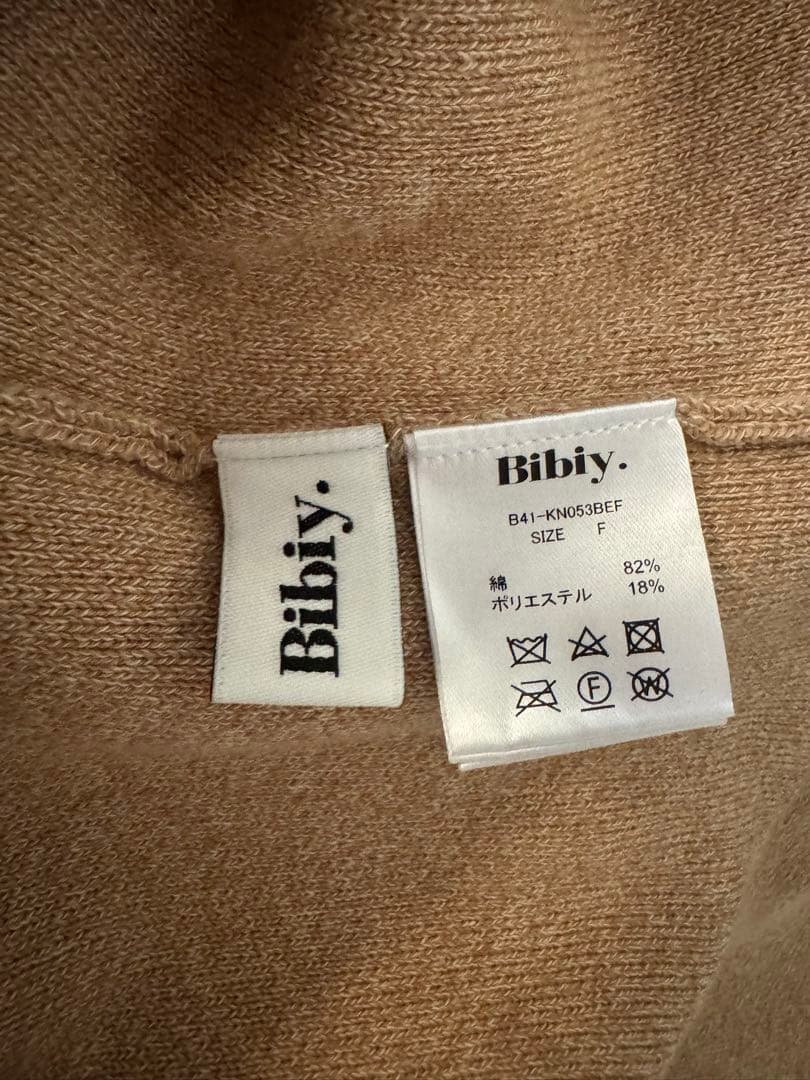 Bibiy.
Bibiy.
B41-KN053BEF
SIZE F
綿 82%
ポリエステル 18%
F
W